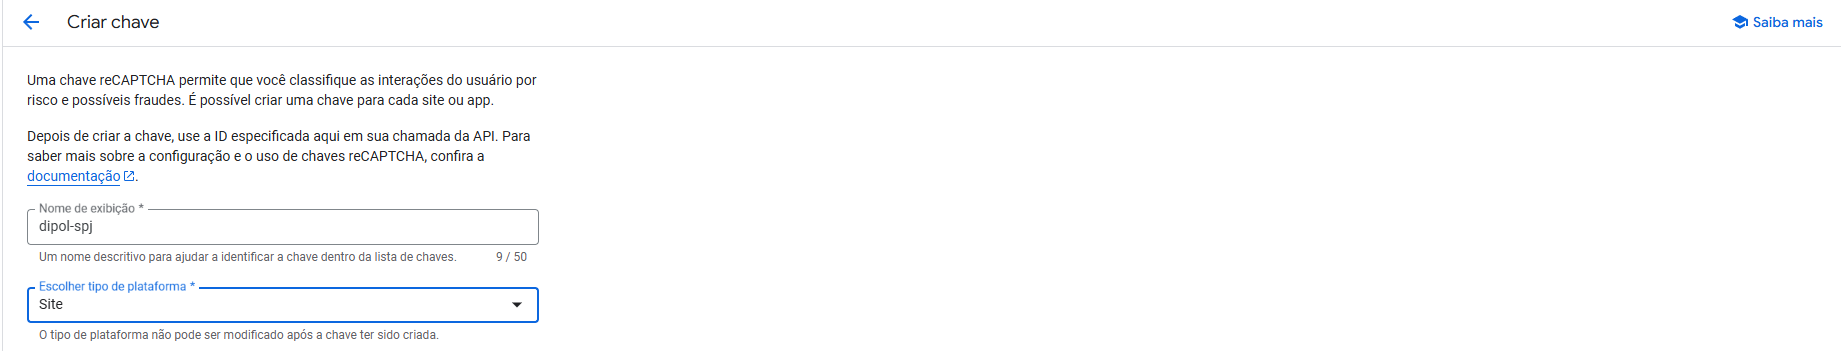 Criar chave
Saiba mais
Uma chave reCAPTCHA permite que você classifique as interações do usuário por
risco e possíveis fraudes. É possível criar uma chave para cada site ou app.
Depois de criar a chave, use a ID especificada aqui em sua chamada da API. Para
saber mais sobre a configuração e o uso de chaves reCAPTCHA, confira a
documentação.
Nome de exibição *
dipol-spj
Um nome descritivo para ajudar a identificar a chave dentro da lista de chaves.
9 / 50
Escolher tipo de plataforma *
Site
O tipo de plataforma não pode ser modificado após a chave ter sido criada.